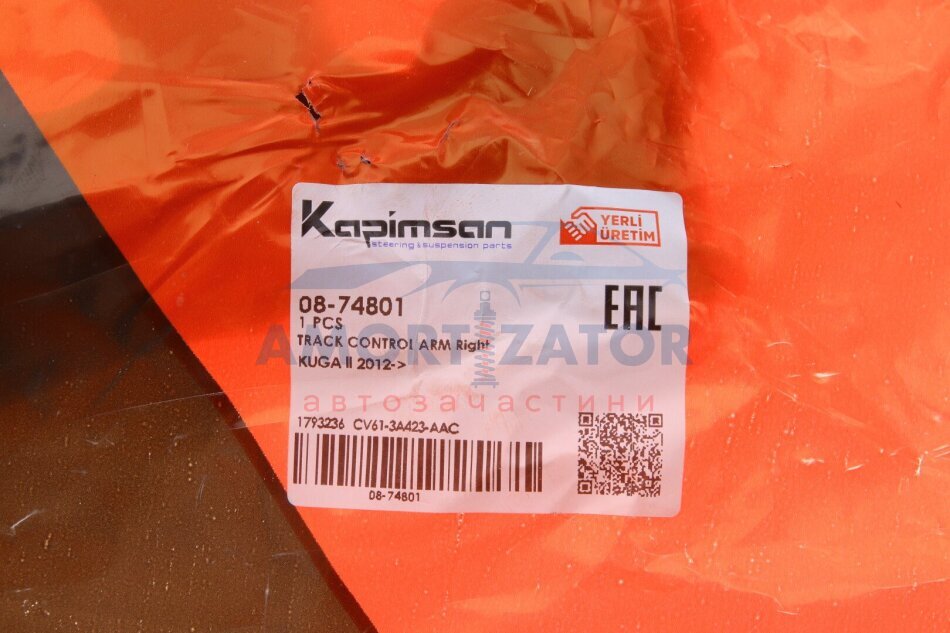 Kapimsan
steering & suspension parts
YERLİ
ÜRETİM
08-74801
1 PCS
EAC
TRACK CONTROL ARM Right
KUGA II 2012->
AMORTIZATOR
автозачастини
1793236 CV61-3A423-AAC
08-74801